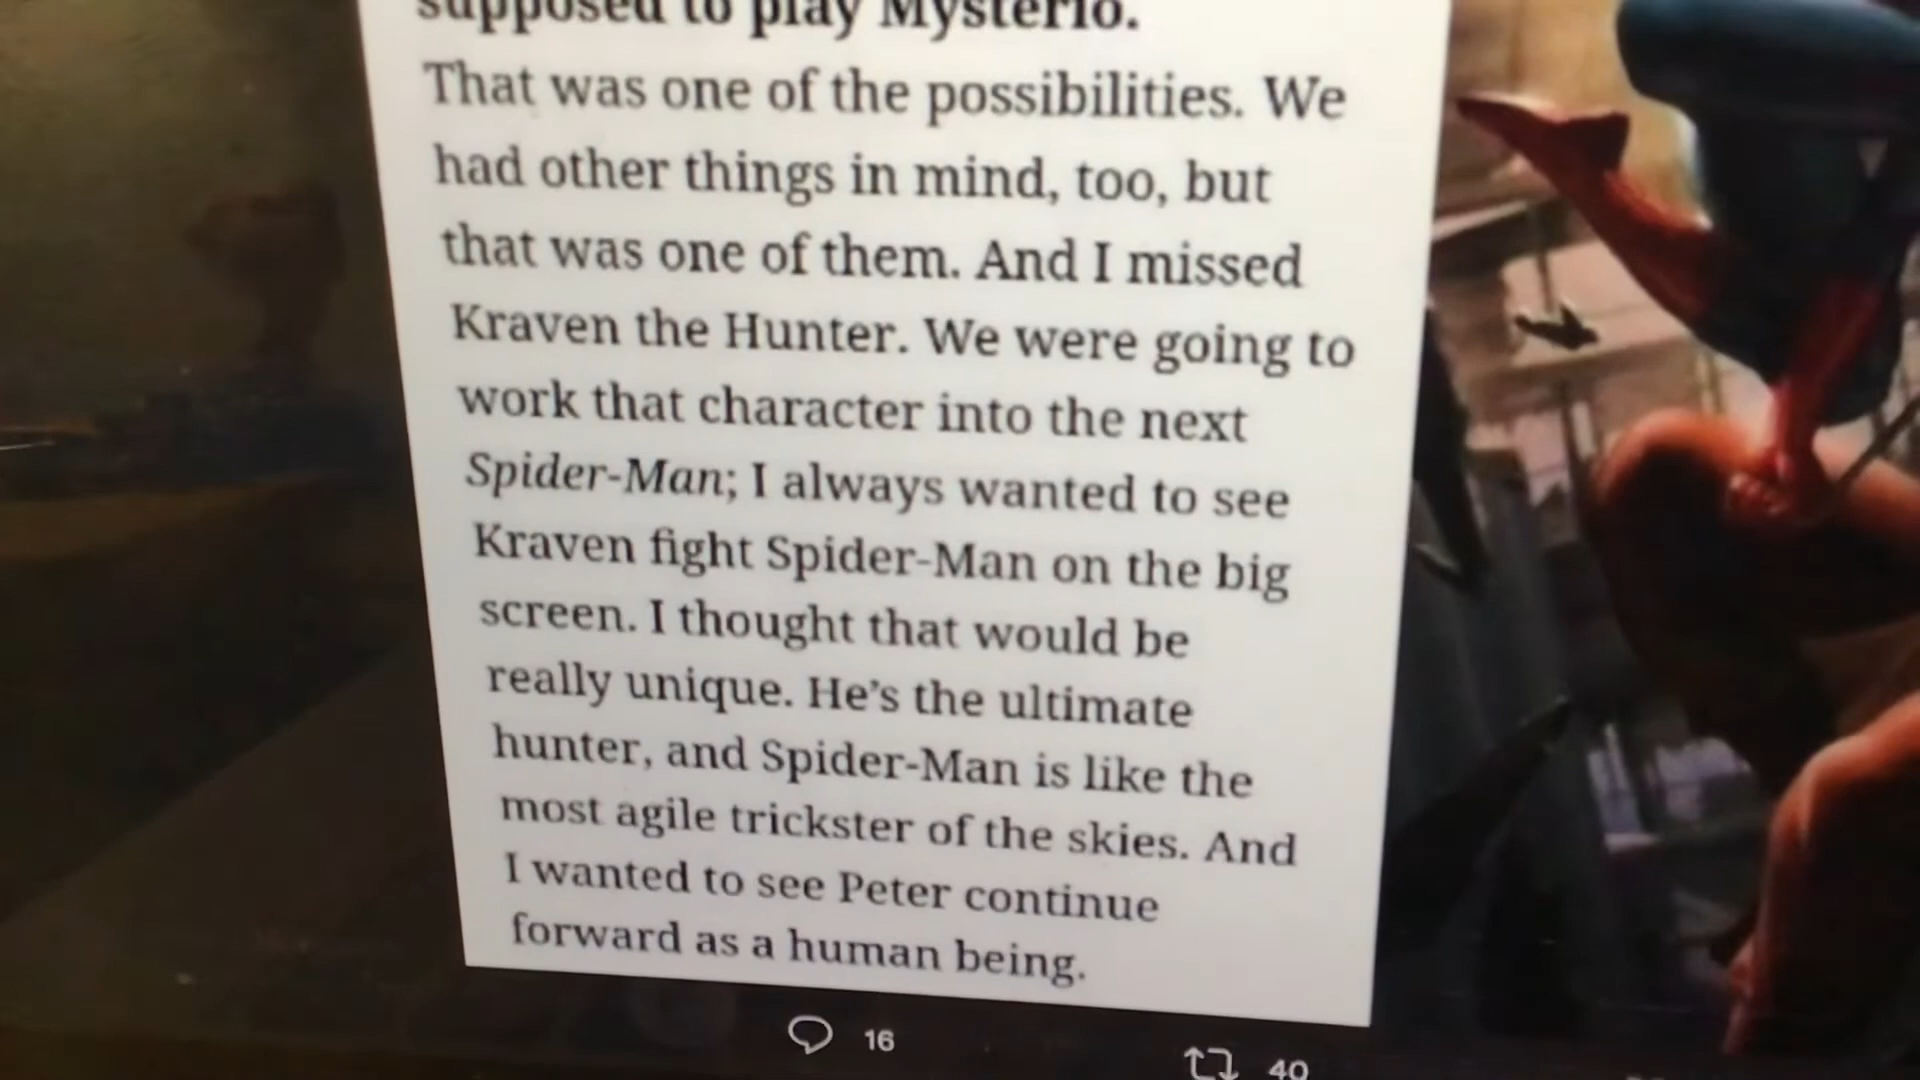 supposed to play Mysterio.
That was one of the possibilities. We
had other things in mind, too, but
that was one of them. And I missed
Kraven the Hunter. We were going to
work that character into the next
Spider-Man; I always wanted to see
Kraven fight Spider-Man on the big
screen. I thought that would be
really unique. He’s the ultimate
hunter, and Spider-Man is like the
most agile trickster of the skies. And
I wanted to see Peter continue
forward as a human being.
16
40